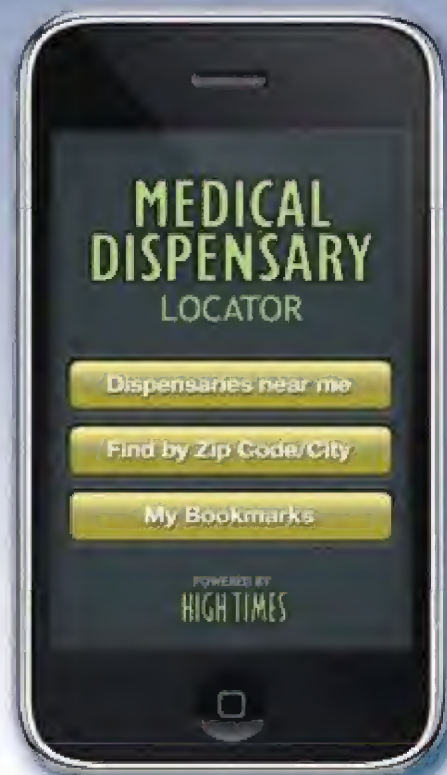 MEDICAL
DISPENSARY
LOCATOR
Dispensaries near me
Find by Zip Code/City
My Bookmarks
POWERED BY
HIGH TIMES